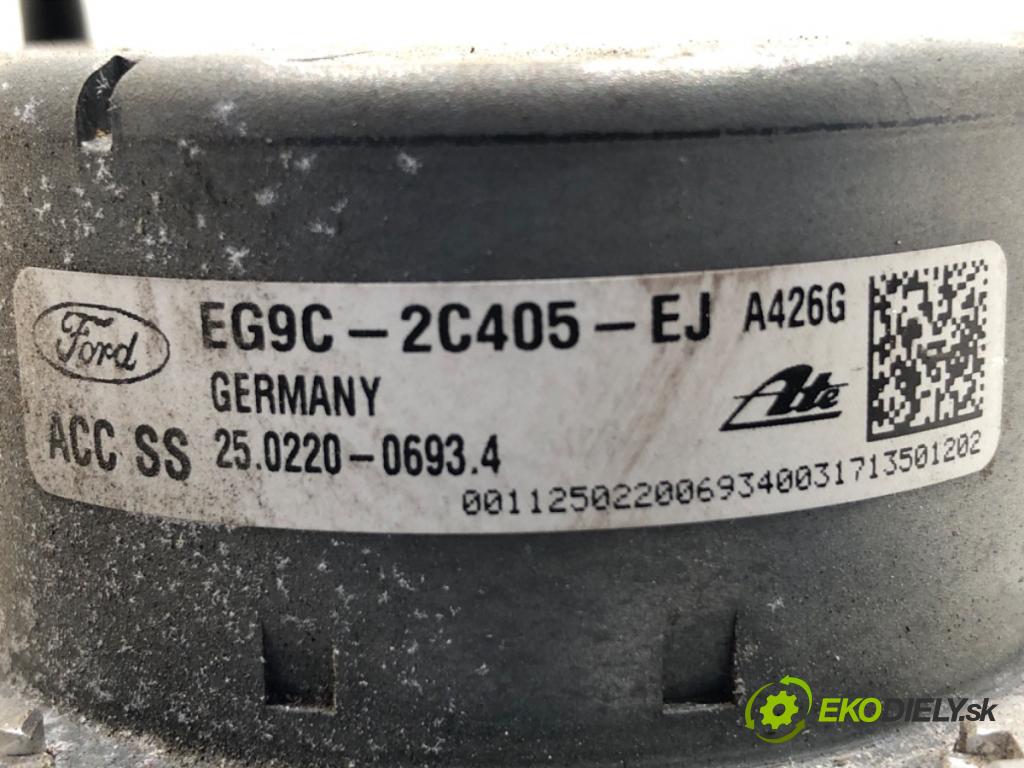 Ford EG9C-2C405-EJ A426G
GERMANY Ate
ACC SS 25.0220-0693.4
0011250220069340031713501202
EKODIELY.sk